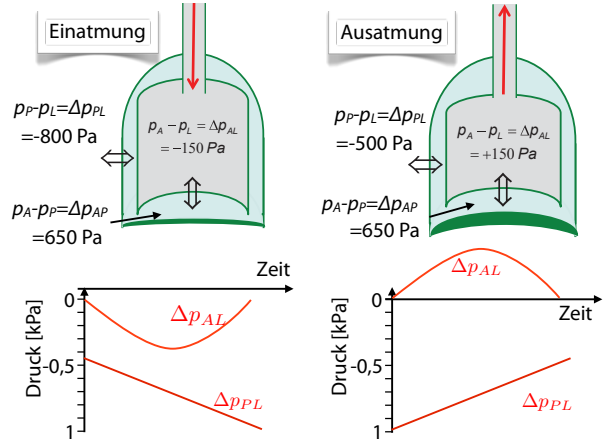 Einatmung
p_P-p_L=Δp_PL
=-800 Pa
p_A − p_L = Δp_AL
= −150 Pa
p_A-p_P=Δp_AP
=650 Pa
Zeit
0
Δp_AL
Druck [kPa]
-0,5
Δp_PL
1
Ausatmung
p_P-p_L=Δp_PL
=-500 Pa
p_A − p_L = Δp_AL
= +150 Pa
p_A-p_P=Δp_AP
=650 Pa
Δp_AL
0
Zeit
Druck [kPa]
-0,5
Δp_PL
1